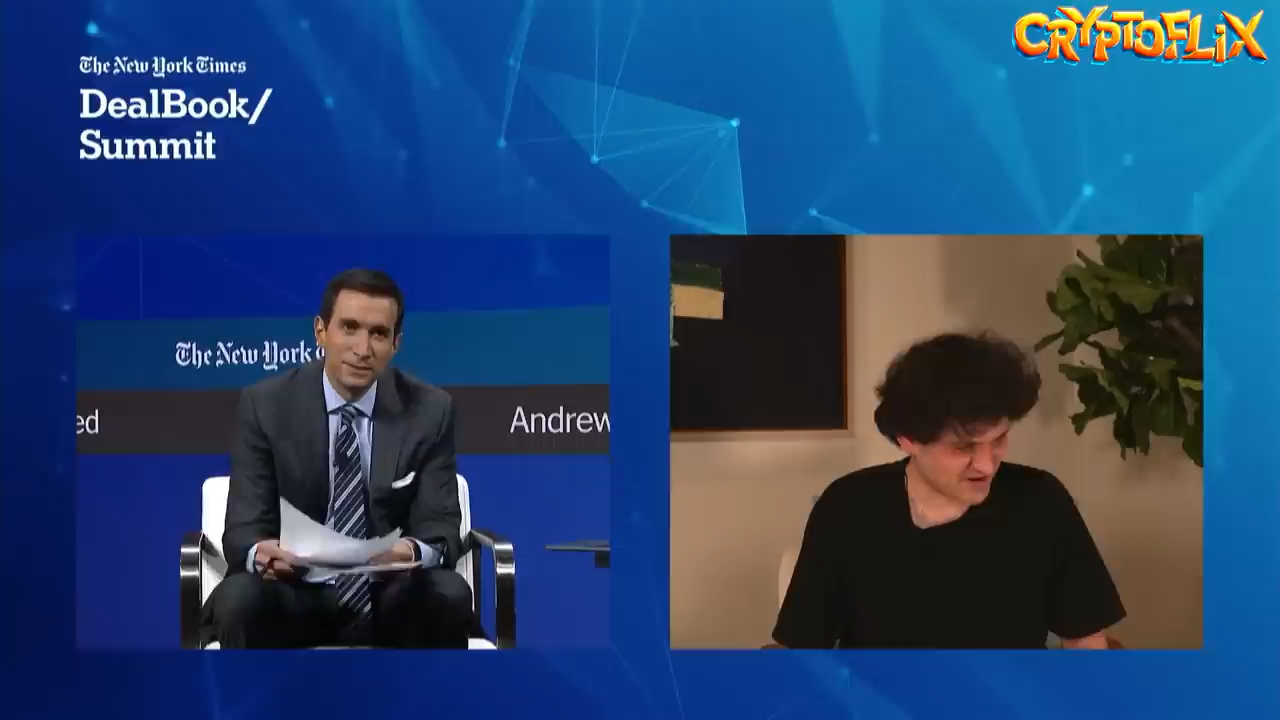 The New York Times
DealBook/
Summit
CRYPTOFLIX
The New York
ed
Andrew